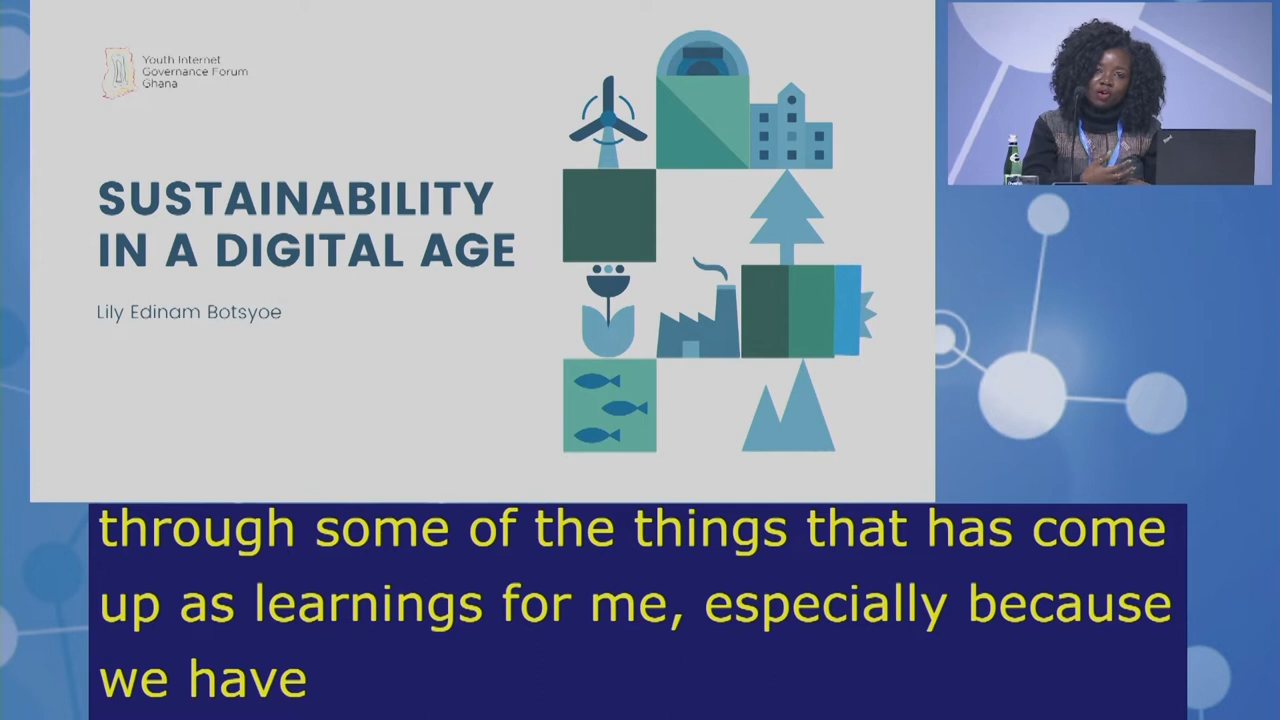 Youth Internet
Governance Forum
Ghana
SUSTAINABILITY
IN A DIGITAL AGE
Lily Edinam Botsyoe
through some of the things that has come
up as learnings for me, especially because
we have